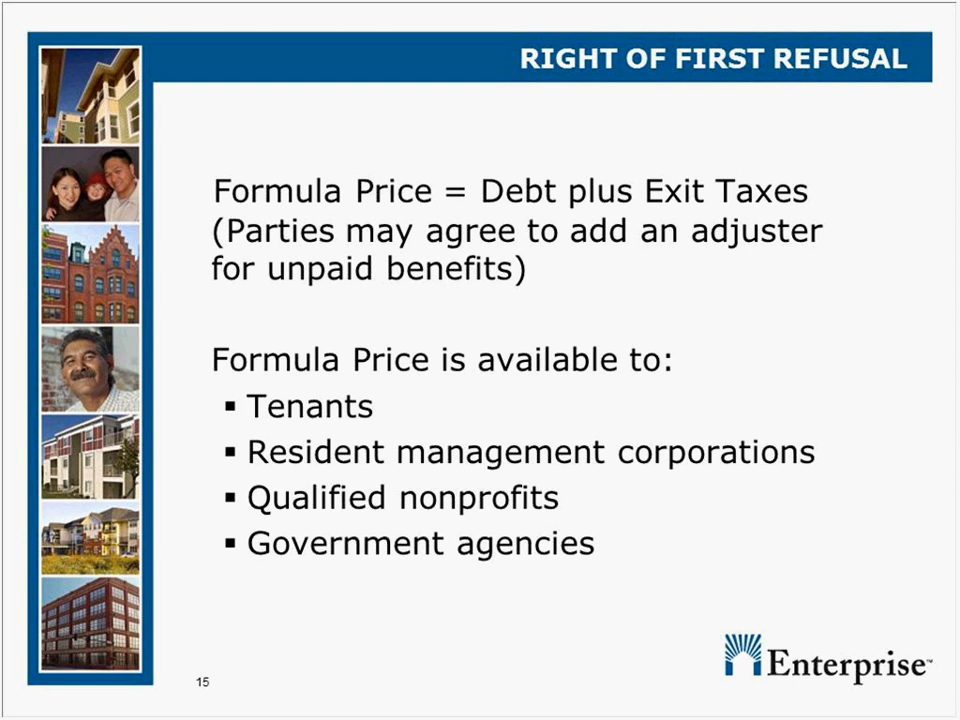 RIGHT OF FIRST REFUSAL
Formula Price = Debt plus Exit Taxes
(Parties may agree to add an adjuster
for unpaid benefits)
Formula Price is available to:
▪ Tenants
▪ Resident management corporations
▪ Qualified nonprofits
▪ Government agencies
15
Enterprise™